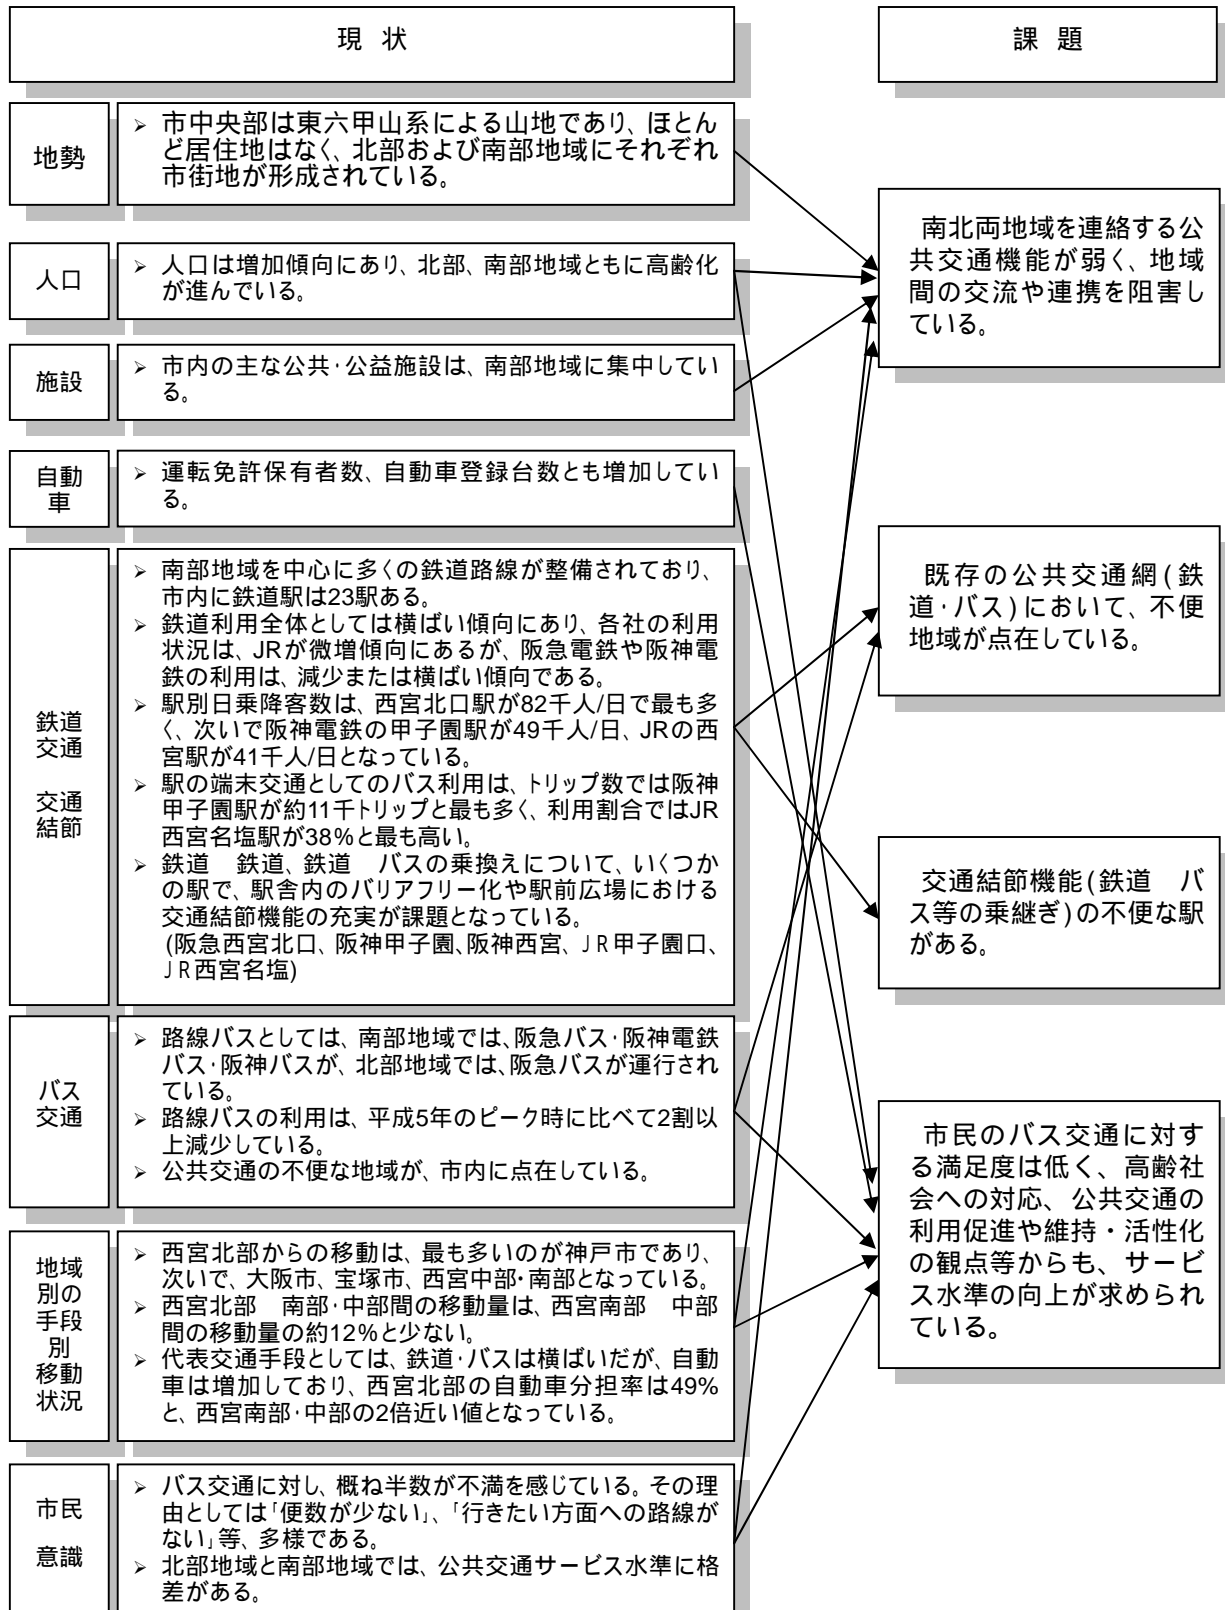 現 状
課 題
地勢
➢ 市中央部は東六甲山系による山地であり、ほとん
ど居住地はなく、北部および南部地域にそれぞれ
市街地が形成されている。
人口
➢ 人口は増加傾向にあり、北部、南部地域ともに高齢化
が進んでいる。
施設
➢ 市内の主な公共・公益施設は、南部地域に集中してい
る。
自動
車
➢ 運転免許保有者数、自動車登録台数とも増加してい
る。
鉄道
交通
交通
結節
➢ 南部地域を中心に多くの鉄道路線が整備されており、
市内に鉄道駅は23駅ある。
➢ 鉄道利用全体としては横ばい傾向にあり、各社の利用
状況は、JRが微増傾向にあるが、阪急電鉄や阪神電
鉄の利用は、減少または横ばい傾向である。
➢ 駅別日乗降客数は、西宮北口駅が82千人/日で最も多
く、次いで阪神電鉄の甲子園駅が49千人/日、JRの西
宮駅が41千人/日となっている。
➢ 駅の端末交通としてのバス利用は、トリップ数では阪神
甲子園駅が約11千トリップと最も多く、利用割合ではJR
西宮名塩駅が38%と最も高い。
➢ 鉄道　鉄道、鉄道　バスの乗換えについて、いくつか
の駅で、駅舎内のバリアフリー化や駅前広場における
交通結節機能の充実が課題となっている。
(阪急西宮北口、阪神甲子園、阪神西宮、JR甲子園口、
JR西宮名塩)
バス
交通
➢ 路線バスとしては、南部地域では、阪急バス・阪神電鉄
バス・阪神バスが、北部地域では、阪急バスが運行され
ている。
➢ 路線バスの利用は、平成5年のピーク時に比べて2割以
上減少している。
➢ 公共交通の不便な地域が、市内に点在している。
地域
別の
手段
別
移動
状況
➢ 西宮北部からの移動は、最も多いのが神戸市であり、
次いで、大阪市、宝塚市、西宮中部・南部となっている。
➢ 西宮北部　南部・中部間の移動量は、西宮南部　中部
間の移動量の約12%と少ない。
➢ 代表交通手段としては、鉄道・バスは横ばいだが、自動
車は増加しており、西宮北部の自動車分担率は49%
と、西宮南部・中部の2倍近い値となっている。
市民
意識
➢ バス交通に対し、概ね半数が不満を感じている。その理
由としては「便数が少ない」、「行きたい方面への路線が
ない」等、多様である。
➢ 北部地域と南部地域では、公共交通サービス水準に格
差がある。
南北両地域を連絡する公
共交通機能が弱く、地域
間の交流や連携を阻害し
ている。
既存の公共交通網(鉄
道・バス)において、不便
地域が点在している。
交通結節機能(鉄道　バ
ス等の乗継ぎ)の不便な駅
がある。
市民のバス交通に対す
る満足度は低く、高齢社
会への対応、公共交通の
利用促進や維持・活性化
の観点等からも、サービ
ス水準の向上が求められ
ている。